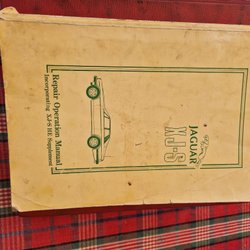 JAGUAR
XJ-S
Repair Operation Manual
Incorporating XJ-S HE Supplement